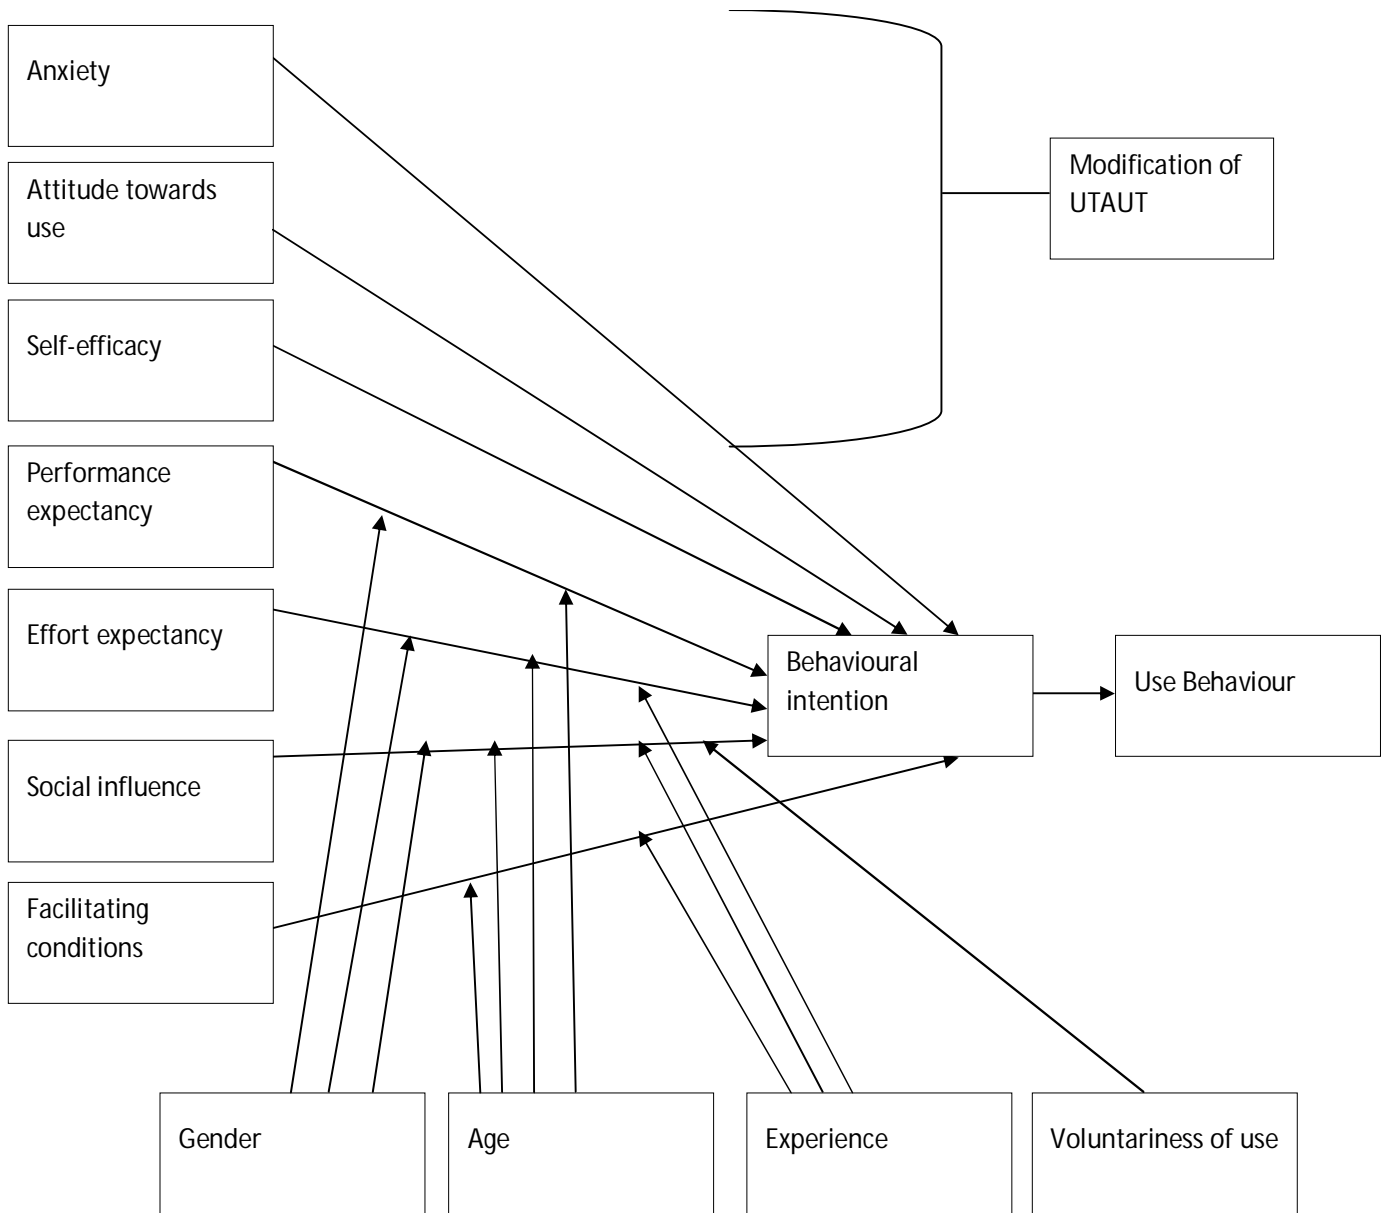 Anxiety
Modification of
UTAUT
Attitude towards
use
Self-efficacy
Performance
expectancy
Effort expectancy
Behavioural
intention
Use Behaviour
Social influence
Facilitating
conditions
Gender
Age
Experience
Voluntariness of use